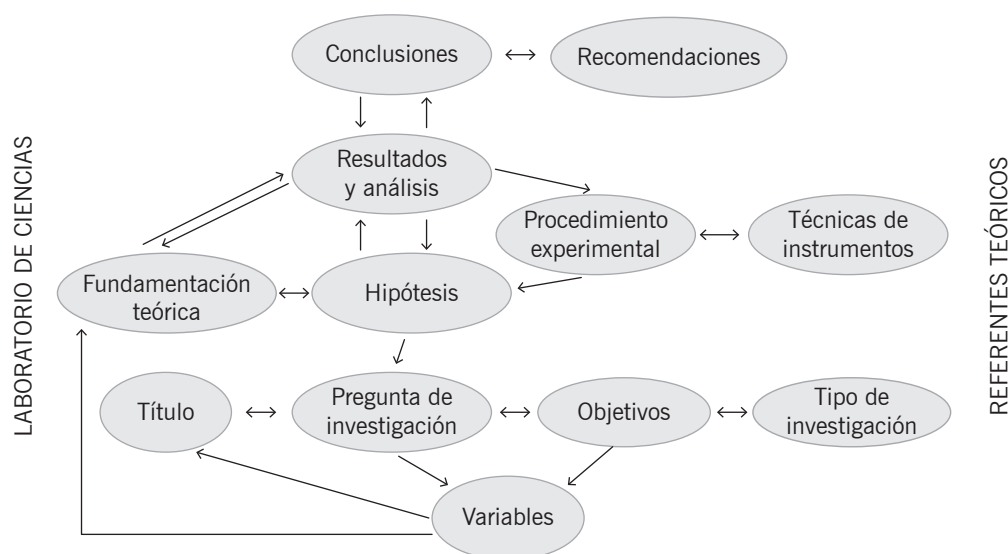 Conclusiones
Recomendaciones
Resultados
y análisis
Procedimiento
experimental
Técnicas de
instrumentos
Fundamentación
teórica
Hipótesis
Título
Pregunta de
investigación
Objetivos
Tipo de
investigación
Variables
LABORATORIO DE CIENCIAS
REFERENTES TEÓRICOS